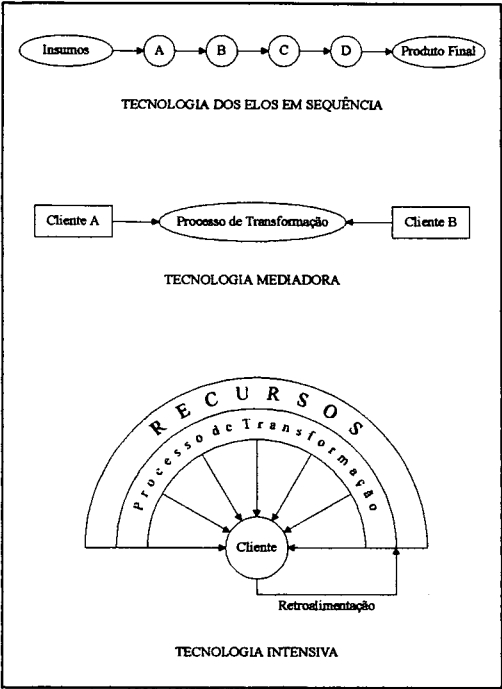 Insumos A B C D Produto Final
TECNOLOGIA DOS ELOS EM SEQUÊNCIA
Cliente A Processo de Transformação Cliente B
TECNOLOGIA MEDIADORA
RECURSOS
Processo de Transformação
Cliente
Retroalimentação
TECNOLOGIA INTENSIVA